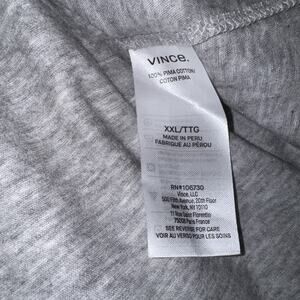 VINCE.
100% PIMA COTTON/
COTON PIMA
XXL/TTG
MADE IN PERU
FABRIQUE AU PÉROU
RN#106730
Vince, LLC
500 Fifth Avenue, 20th Floor
New York, NY 10110
11 Rue Saint Florentin
75008 Paris France
SEE REVERSE FOR CARE
VOIR AU VERSO POUR LES SOINS